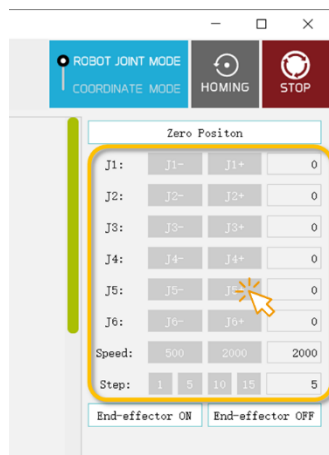 ROBOT JOINT MODE
COORDINATE MODE
HOMING
STOP
Zero Positon
J1: J1- J1+ 0
J2: J2- J2+ 0
J3: J3- J3+ 0
J4: J4- J4+ 0
J5: J5- 0
J6: J6- J6+ 0
Speed: 500 2000 2000
Step: 1 5 10 15 5
End-effector ON End-effector OFF